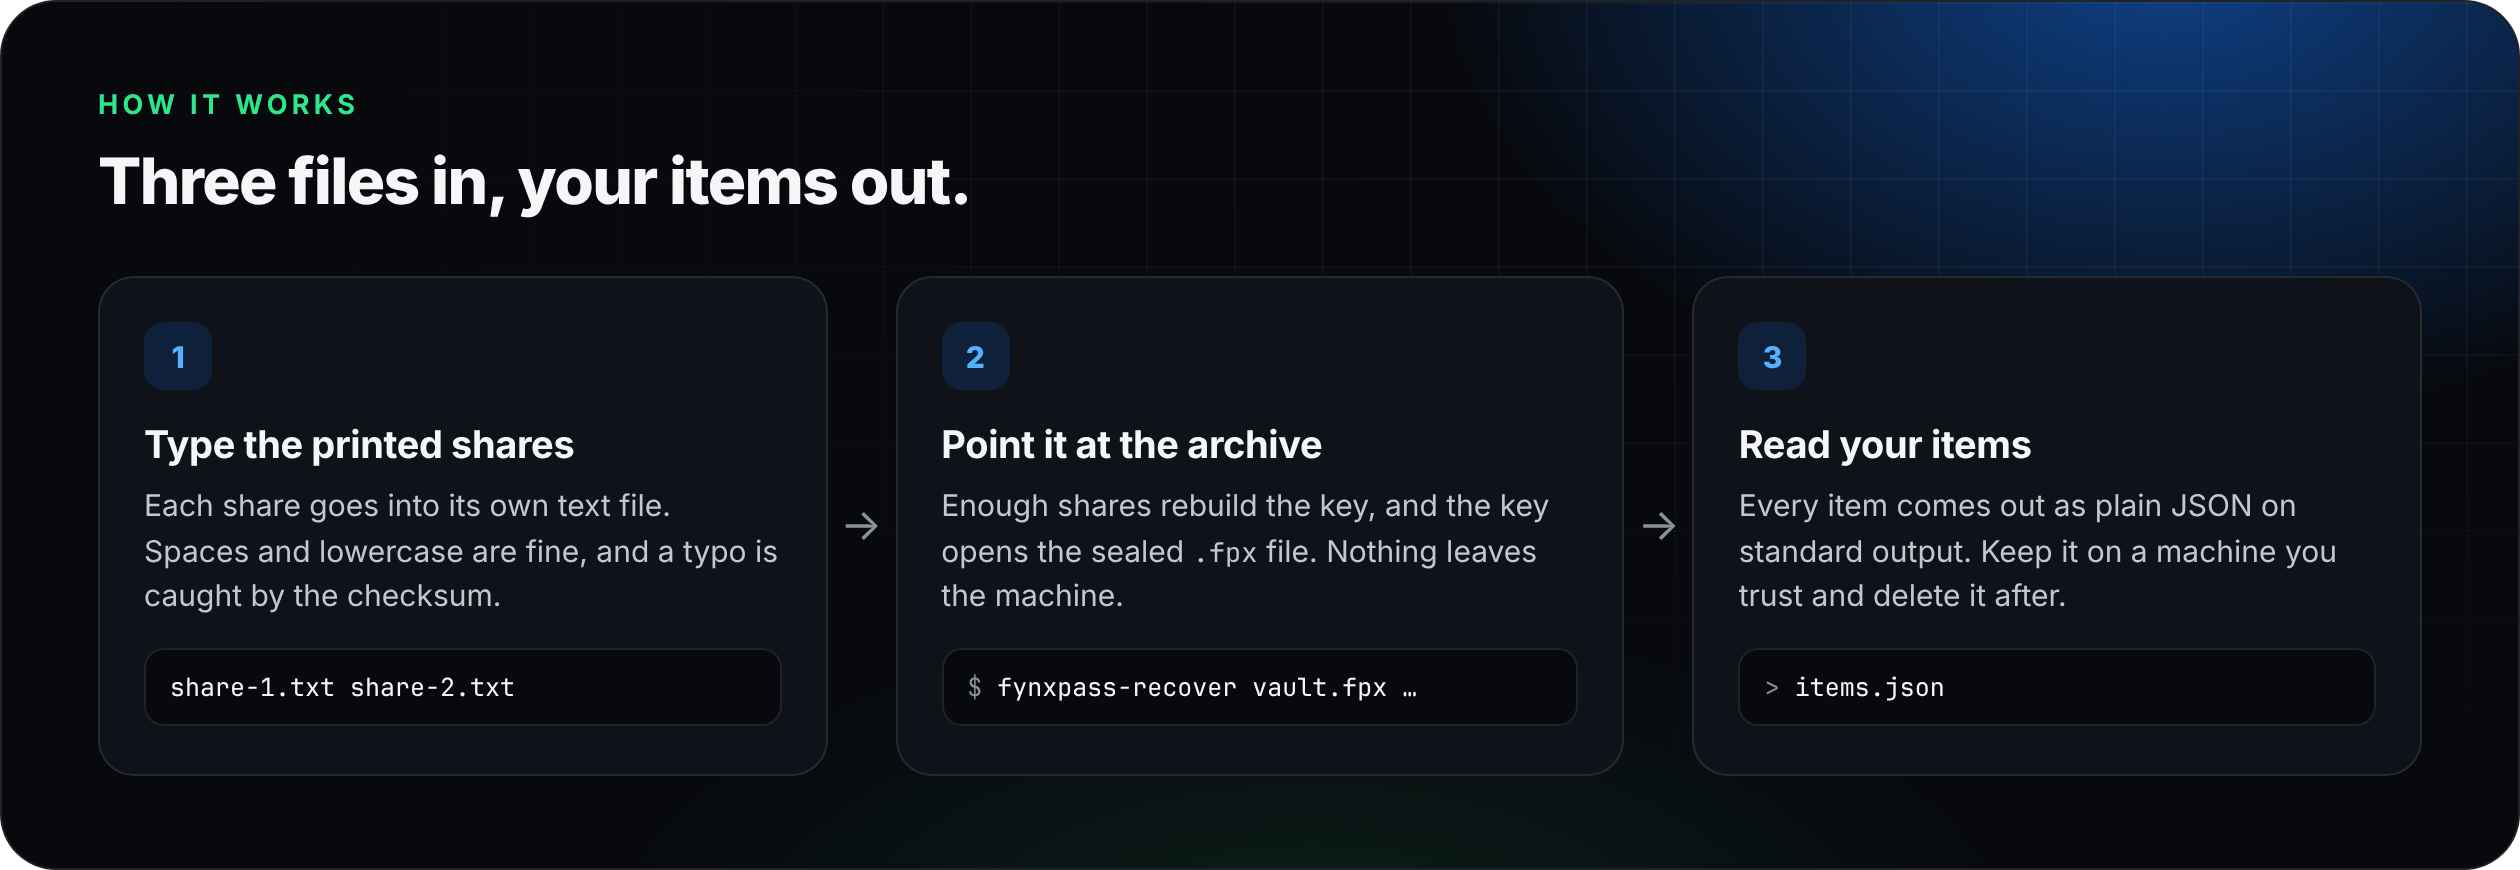 HOW IT WORKS
Three files in, your items out.
1
Type the printed shares
Each share goes into its own text file.
Spaces and lowercase are fine, and a typo is
caught by the checksum.
share-1.txt share-2.txt
→
2
Point it at the archive
Enough shares rebuild the key, and the key
opens the sealed .fpx file. Nothing leaves
the machine.
$ fynxpass-recover vault.fpx …
→
3
Read your items
Every item comes out as plain JSON on
standard output. Keep it on a machine you
trust and delete it after.
> items.json